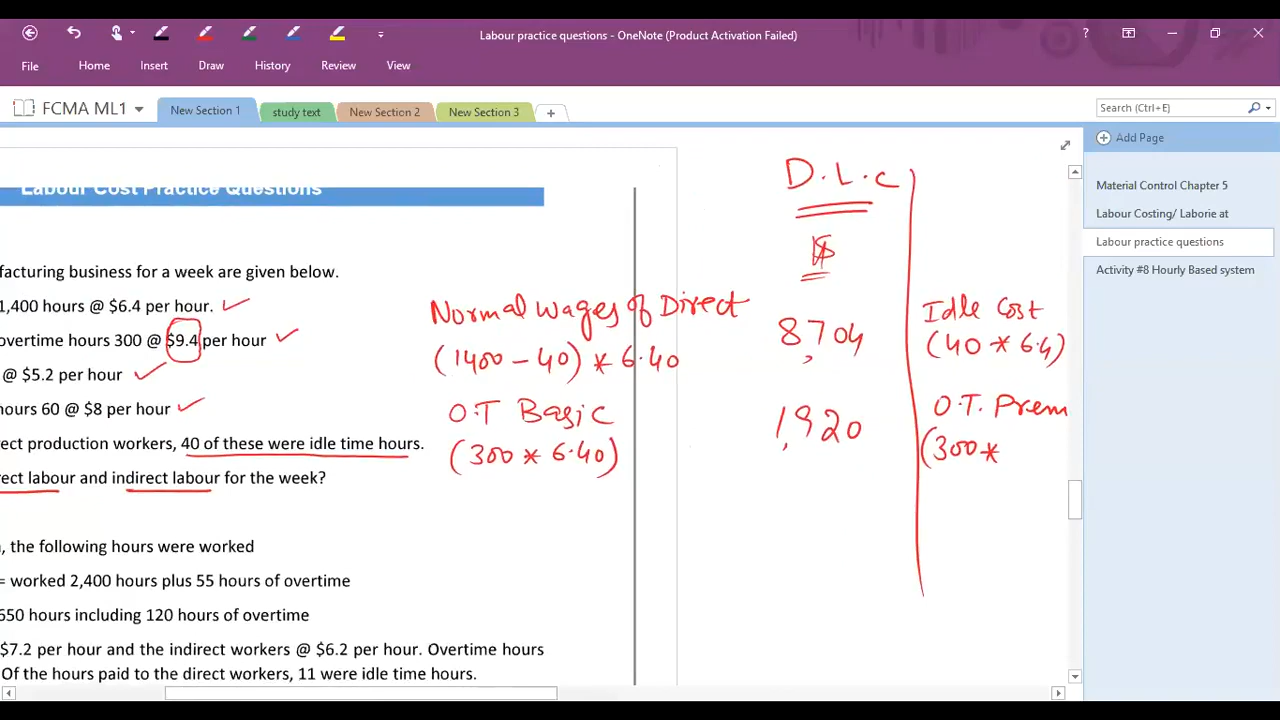 Labour practice questions - OneNote (Product Activation Failed)
?
File
Home
Insert
Draw
History
Review
View
FCMA ML1
New Section 1
study text
New Section 2
New Section 3
+
Search (Ctrl+E)
Add Page
Material Control Chapter 5
Labour Costing/ Laborie at
Labour practice questions
Activity #8 Hourly Based system
Labour Cost Practice Questions
facturing business for a week are given below.
1,400 hours @ $6.4 per hour.
overtime hours 300 @ $9.4 per hour
@ $5.2 per hour
hours 60 @ $8 per hour
rect production workers, 40 of these were idle time hours.
rect labour and indirect labour for the week?
, the following hours were worked
= worked 2,400 hours plus 55 hours of overtime
650 hours including 120 hours of overtime
$7.2 per hour and the indirect workers @ $6.2 per hour. Overtime hours
Of the hours paid to the direct workers, 11 were idle time hours.
D.L.c
$
Normal wages of Direct
(1400 - 40) * 6.40
8,704
O.T Basic
(300 * 6.40)
1,920
Idle Cost
(40 * 6.4)
O.T. Prem
(300 *